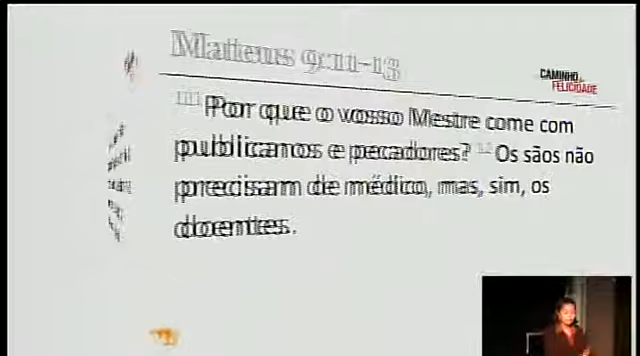 Mateus 9:11-13
CAMINHO
FELICIDADE
11 Por que o vosso Mestre come com
publicanos e pecadores? 12 Os sãos não
precisam de médico, mas, sim, os
doentes.